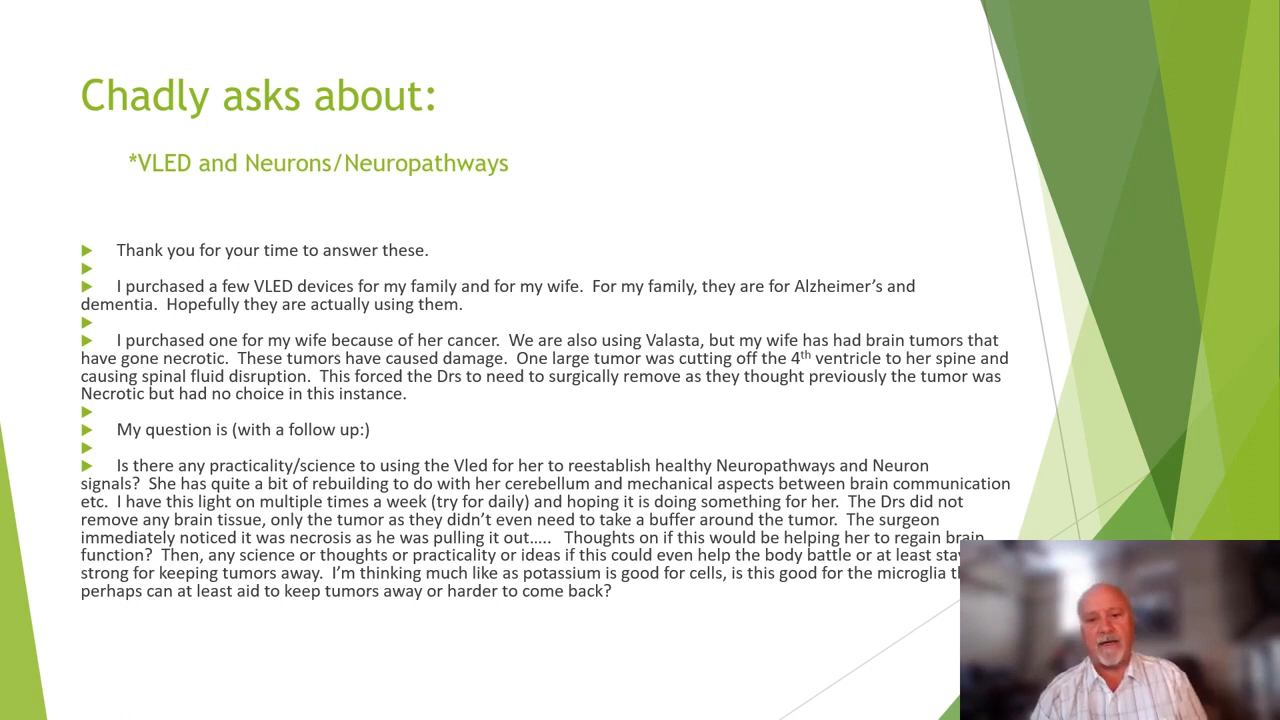 Chadly asks about:
*VLED and Neurons/Neuropathways
Thank you for your time to answer these.
I purchased a few VLED devices for my family and for my wife.  For my family, they are for Alzheimer’s and
dementia.  Hopefully they are actually using them.
I purchased one for my wife because of her cancer.  We are also using Valasta, but my wife has had brain tumors that
have gone necrotic.  These tumors have caused damage.  One large tumor was cutting off the 4th ventricle to her spine and
causing spinal fluid disruption.  This forced the Drs to need to surgically remove as they thought previously the tumor was
Necrotic but had no choice in this instance.
My question is (with a follow up:)
Is there any practicality/science to using the Vled for her to reestablish healthy Neuropathways and Neuron
signals?  She has quite a bit of rebuilding to do with her cerebellum and mechanical aspects between brain communication
etc.  I have this light on multiple times a week (try for daily) and hoping it is doing something for her.  The Drs did not
remove any brain tissue, only the tumor as they didn’t even need to take a buffer around the tumor.  The surgeon
immediately noticed it was necrosis as he was pulling it out.....   Thoughts on if this would be helping her to regain brain
function?  Then, any science or thoughts or practicality or ideas if this could even help the body battle or at least
strong for keeping tumors away.  I’m thinking much like as potassium is good for cells, is this good for the microglia
perhaps can at least aid to keep tumors away or harder to come back?